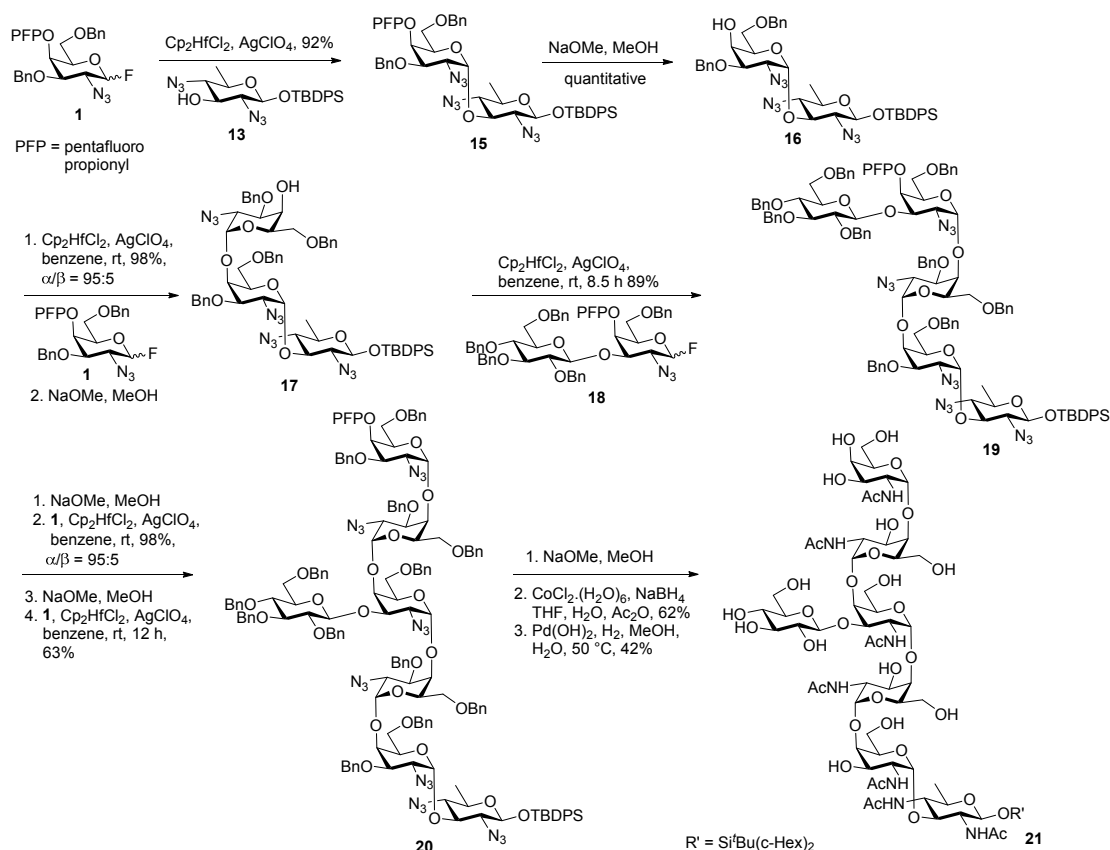 PFPO OBn
BnO
N3
F
1
PFP = pentafluoro
propionyl
Cp2HfCl2, AgClO4, 92%
N3
HO
O
N3
OTBDPS
13
PFPO OBn
BnO
N3
O
N3
O
N3
OTBDPS
15
NaOMe, MeOH
quantitative
HO OBn
BnO
N3
O
N3
O
N3
OTBDPS
16
1. Cp2HfCl2, AgClO4,
benzene, rt, 98%,
α/β = 95:5
PFPO OBn
BnO
N3
F
1
2. NaOMe, MeOH
BnO OH
N3
O
OBn
O
OBn
BnO
N3
O
N3
O
N3
OTBDPS
17
Cp2HfCl2, AgClO4,
benzene, rt, 8.5 h 89%
OBn
PFPO OBn
BnO
BnO
OBn
O
N3
F
18
OBn
PFPO OBn
BnO
BnO
OBn
O
N3
O
BnO
N3
O
OBn
O
OBn
BnO
N3
O
N3
O
N3
OTBDPS
19
1. NaOMe, MeOH
2. 1, Cp2HfCl2, AgClO4,
benzene, rt, 98%,
α/β = 95:5
3. NaOMe, MeOH
4. 1, Cp2HfCl2, AgClO4,
benzene, rt, 12 h,
63%
PFPO OBn
BnO
N3
O
BnO
N3
O
OBn
OBn
O
OBn
BnO
BnO
OBn
O
N3
O
BnO
N3
O
OBn
O
OBn
BnO
N3
O
N3
O
N3
OTBDPS
20
1. NaOMe, MeOH
2. CoCl2.(H2O)6, NaBH4
THF, H2O, Ac2O, 62%
3. Pd(OH)2, H2, MeOH,
H2O, 50 °C, 42%
HO OH
HO
AcNH
O
HO
AcNH
O
OH
OH
O
OH
HO
HO
OH
O
AcNH
O
HO
AcNH
O
OH
O
OH
HO
AcNH
O
AcNH
O
NHAc
OR'
R' = SitBu(c-Hex)2
21